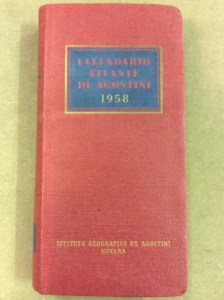 CALENDARIO
ATLANTE
DE AGOSTINI
1958
ISTITUTO GEOGRAFICO DE AGOSTINI
NOVARA